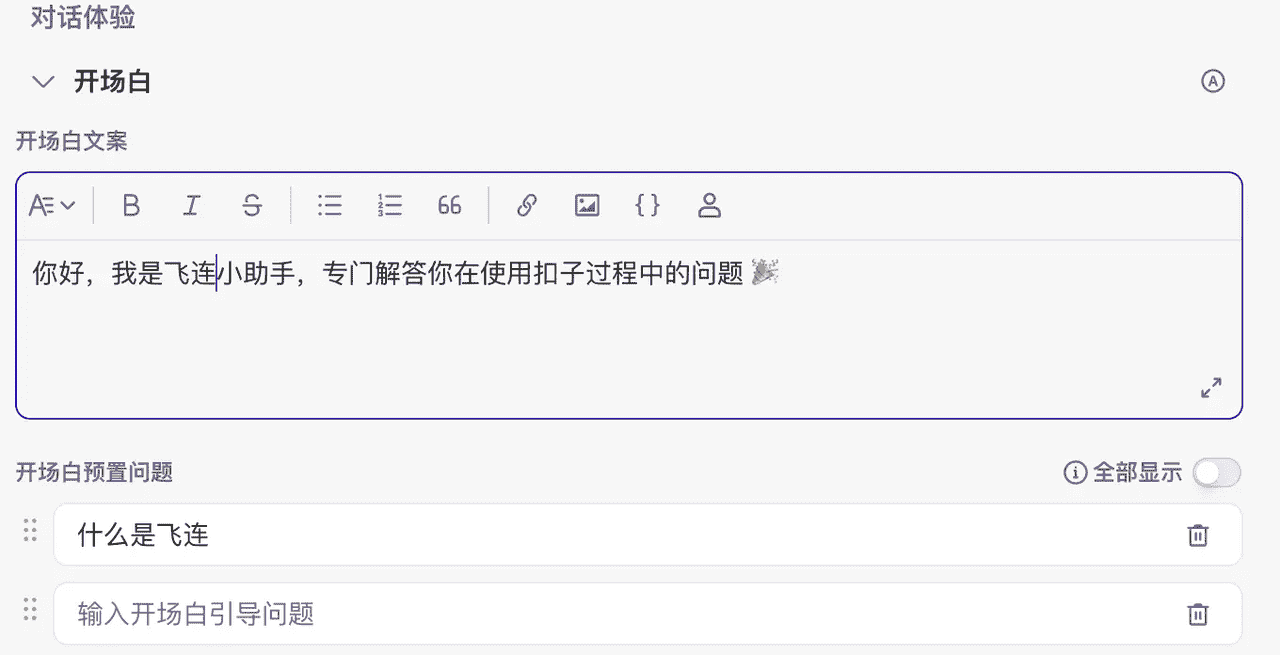 对话体验
开场白
开场白文案
你好，我是飞连小助手，专门解答你在使用扣子过程中的问题 🎉
开场白预置问题
全部显示
什么是飞连
输入开场白引导问题